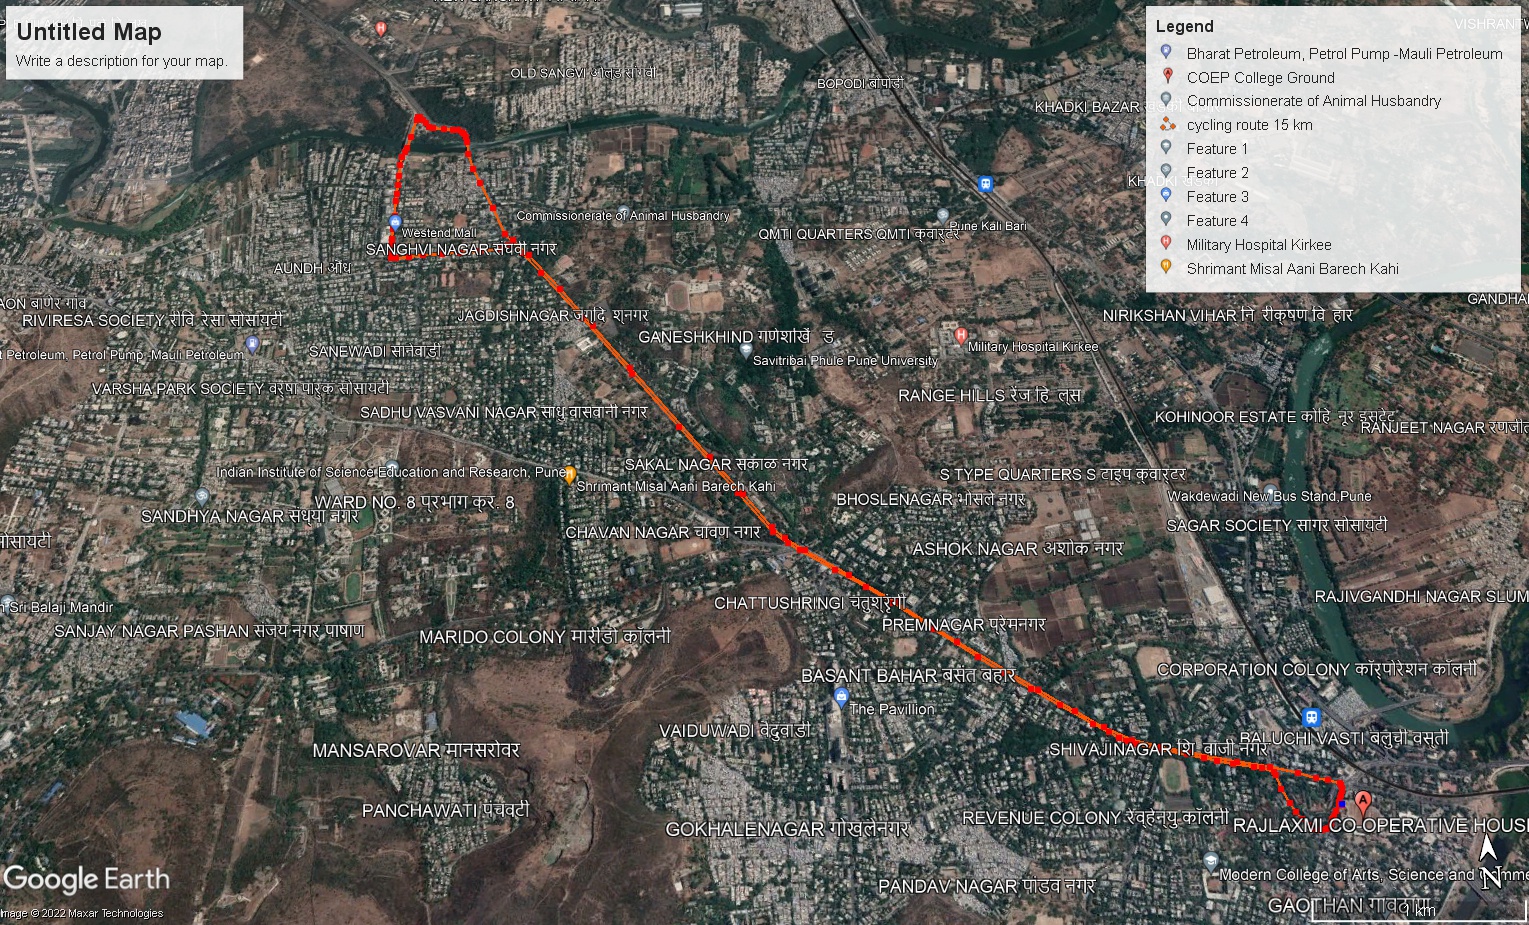 Untitled Map
Write a description for your map.
Legend
Bharat Petroleum, Petrol Pump -Mauli Petroleum
COEP College Ground
Commissionerate of Animal Husbandry
cycling route 15 km
Feature 1
Feature 2
Feature 3
Feature 4
Military Hospital Kirkee
Shrimant Misal Aani Barech Kahi
OLD SANGVI ओल्ड सांगवी
BOPODI बोपोडी
KHADKI BAZAR
Commissionerate of Animal Husbandry
Pune Kali Bari
Westend Mall
QMTI QUARTERS QMTI क्वार्टर
SANGHVI NAGAR संघवी नगर
AUNDH औंध
बाणेर गाव
GANDHA
RIVIRESA SOCIETY रीवि रेसा सोसायटी
JAGDISHNAGAR जगदि श्नगर
NIRIKSHAN VIHAR नि रीक्षण वि हार
GANESHKHIND गणेशखिं ड
Military Hospital Kirkee
t Petroleum, Petrol Pump -Mauli Petroleum
SANEWADI सानेवाडी
Savitribai Phule Pune University
VARSHA PARK SOCIETY वर्षा पार्क सोसायटी
RANGE HILLS रेंज हि ल्स
SADHU VASVANI NAGAR साधु वासवानी नगर
KOHINOOR ESTATE कोहि नूर इस्टेट
RANJEET NAGAR रणजीत
SAKAL NAGAR सकाळ नगर
Indian Institute of Science Education and Research, Pune
S TYPE QUARTERS S टाइप क्वार्टर
Shrimant Misal Aani Barech Kahi
WARD NO. 8 प्रभाग क्र. 8
BHOSLENAGAR भोसले नगर
Wakdewadi New Bus Stand,Pune
SANDHYA NAGAR संध्या नगर
SAGAR SOCIETY सागर सोसायटी
CHAVAN NAGAR चव्हाण नगर
सोसायटी
ASHOK NAGAR अशोक नगर
Sri Balaji Mandir
CHATTUSHRINGI चतुश्रृंगी
RAJIVGANDHI NAGAR SLUM
SANJAY NAGAR PASHAN संजय नगर पाषाण
MARIDO COLONY मारीडो कॉलनी
PREMNAGAR प्रेमनगर
BASANT BAHAR बसंत बहार
CORPORATION COLONY कॉर्पोरेशन कॉलनी
The Pavillion
VAIDUWADI वैदुवाडी
MANSAROVAR मानसरोवर
SHIVAJINAGAR शि वाजी नगर
BALUCHI VASTI बलुची वस्ती
PANCHAWATI पंचवटी
GOKHALENAGAR गोखलेनगर
REVENUE COLONY रेव्हेन्यु कॉलनी
RAJLAXMI CO-OPERATIVE HOUSI
N
Modern College of Arts, Science and Comme
PANDAV NAGAR पांडव नगर
GAOTHAN गावठाण
1 km
Google Earth
Image © 2022 Maxar Technologies